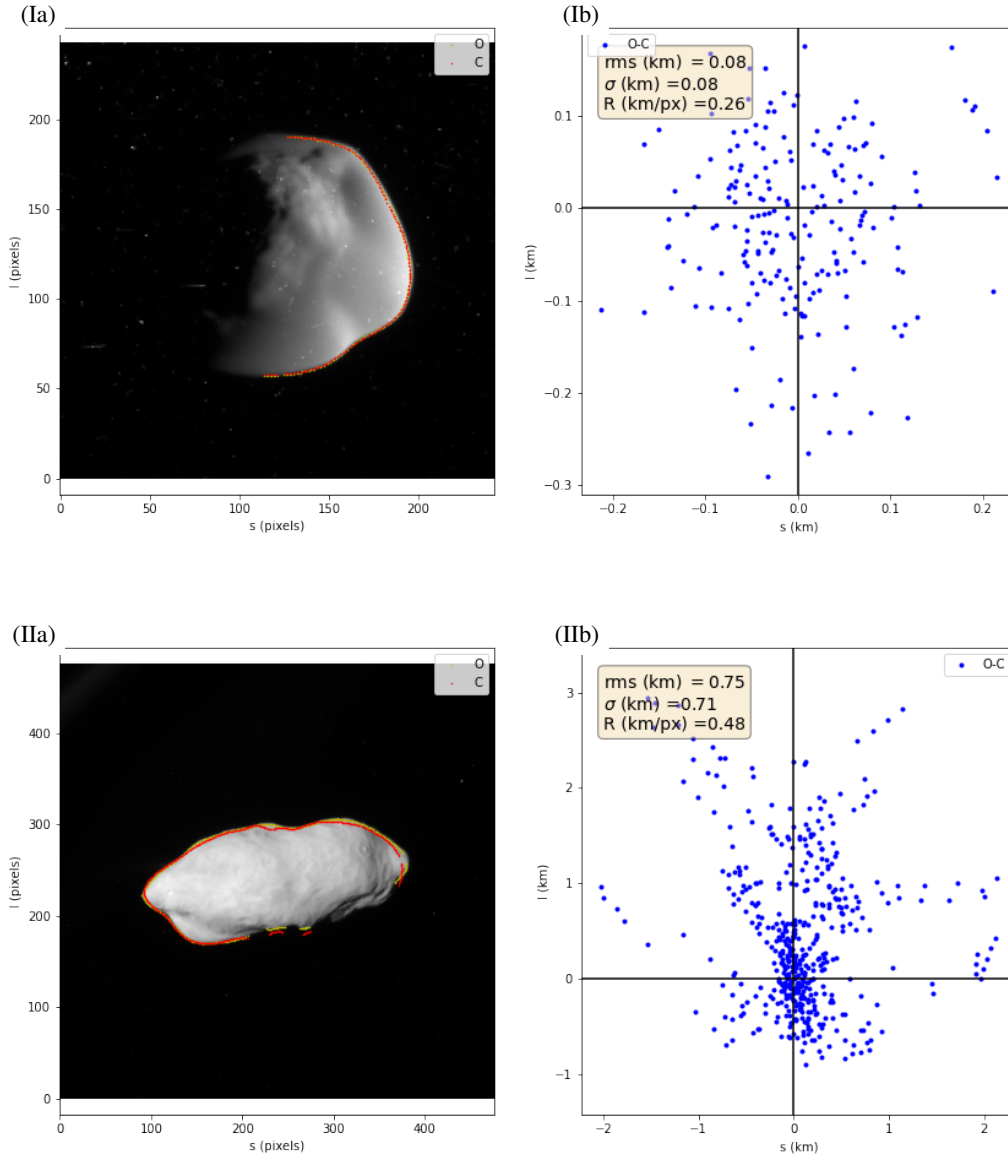 (Ia)
O
C
200
150
100
50
0
l (pixels)
0 50 100 150 200
s (pixels)
(Ib)
O-C
rms (km) = 0.08
σ (km) =0.08
R (km/px) =0.26
0.1
0.0
−0.1
−0.2
−0.3
l (km)
−0.2 −0.1 0.0 0.1 0.2
s (km)
(IIa)
O
C
400
300
200
100
0
l (pixels)
0 100 200 300 400
s (pixels)
(IIb)
O-C
rms (km) = 0.75
σ (km) =0.71
R (km/px) =0.48
3
2
1
0
−1
l (km)
−2 −1 0 1 2
s (km)